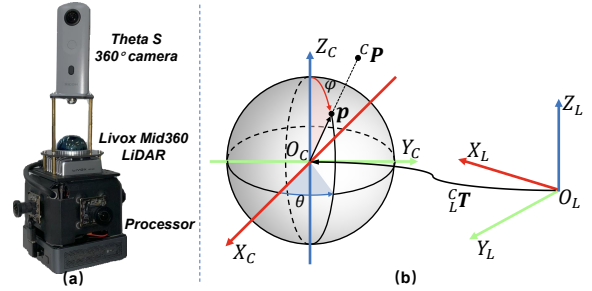 Theta S
360° camera
Livox Mid360
LiDAR
Processor
(a)
Z_C
^C P
φ
p
O_C
Y_C
θ
X_C
^C_L T
Z_L
X_L
O_L
Y_L
(b)